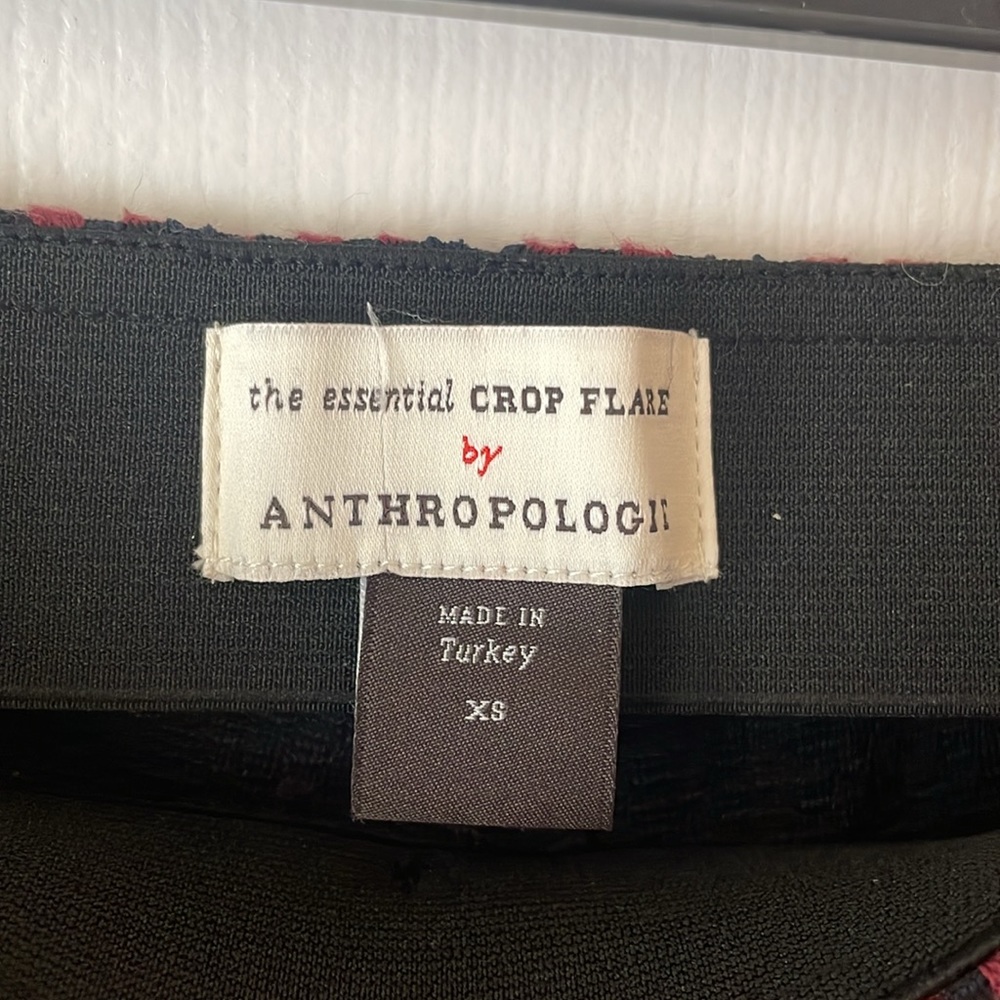 the essential CROP FLARE
by
ANTHROPOLOGIE
MADE IN
Turkey
XS